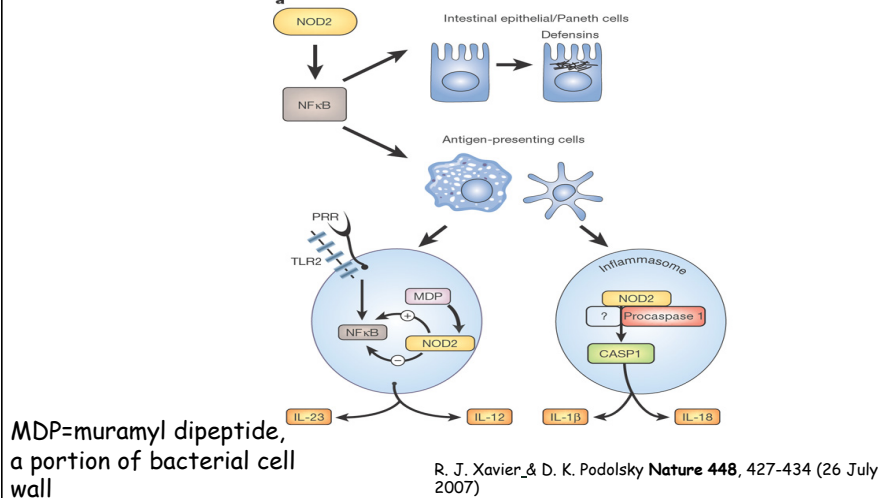 a
NOD2
Intestinal epithelial/Paneth cells
Defensins
NFκB
Antigen-presenting cells
PRR
TLR2
MDP
NFκB
+
NOD2
−
Inflammasome
NOD2
?
Procaspase 1
CASP1
IL-23
IL-12
IL-1β
IL-18
MDP=muramyl dipeptide,
a portion of bacterial cell
wall
R. J. Xavier & D. K. Podolsky Nature 448, 427-434 (26 July
2007)